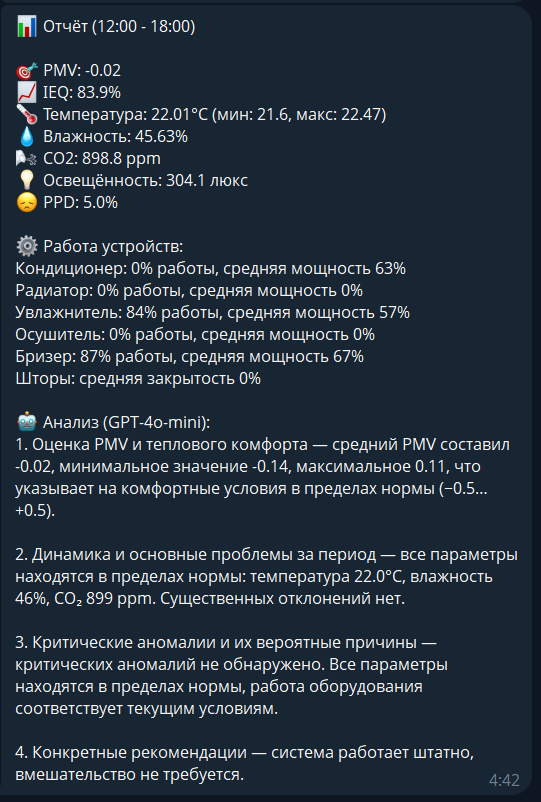 📊 Отчёт (12:00 - 18:00)
🎯 PMV: -0.02
📈 IEQ: 83.9%
🌡 Температура: 22.01°C (мин: 21.6, макс: 22.47)
💧 Влажность: 45.63%
🌬 CO2: 898.8 ppm
💡 Освещённость: 304.1 люкс
😞 PPD: 5.0%
⚙️ Работа устройств:
Кондиционер: 0% работы, средняя мощность 63%
Радиатор: 0% работы, средняя мощность 0%
Увлажнитель: 84% работы, средняя мощность 57%
Осушитель: 0% работы, средняя мощность 0%
Бризер: 87% работы, средняя мощность 67%
Шторы: средняя закрытость 0%
🤖 Анализ (GPT-4o-mini):
1. Оценка PMV и теплового комфорта — средний PMV составил
-0.02, минимальное значение -0.14, максимальное 0.11, что
указывает на комфортные условия в пределах нормы (−0.5…
+0.5).
2. Динамика и основные проблемы за период — все параметры
находятся в пределах нормы: температура 22.0°C, влажность
46%, CO₂ 899 ppm. Существенных отклонений нет.
3. Критические аномалии и их вероятные причины —
критических аномалий не обнаружено. Все параметры
находятся в пределах нормы, работа оборудования
соответствует текущим условиям.
4. Конкретные рекомендации — система работает штатно,
вмешательство не требуется.
4:42